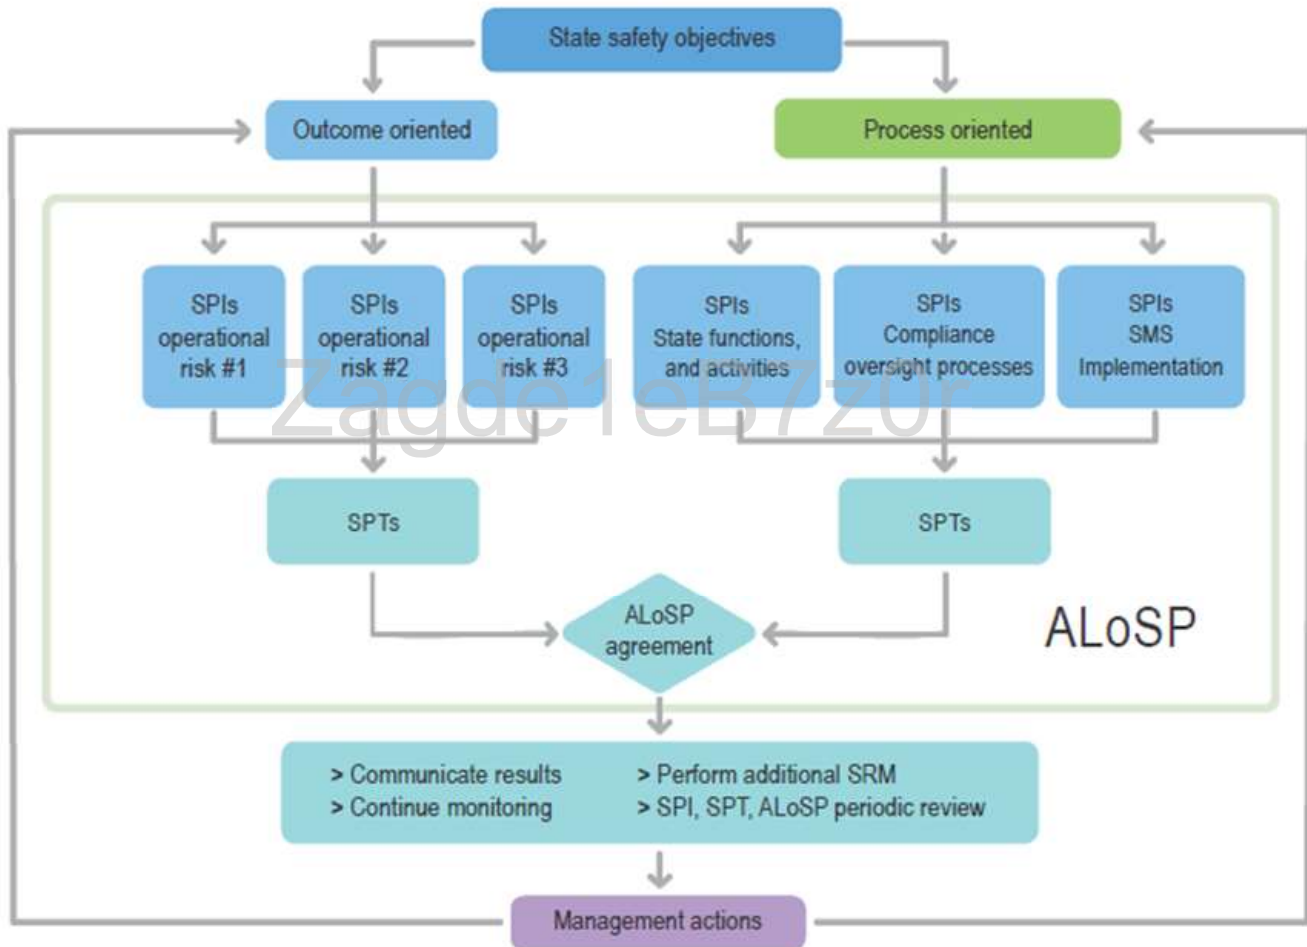 State safety objectives
Outcome oriented
Process oriented
SPIs
operational
risk #1
SPIs
operational
risk #2
SPIs
operational
risk #3
SPIs
State functions,
and activities
SPIs
Compliance
oversight processes
SPIs
SMS
Implementation
Zagde1eB7z0r
SPTs
SPTs
ALoSP
agreement
ALoSP
> Communicate results
> Continue monitoring
> Perform additional SRM
> SPI, SPT, ALoSP periodic review
Management actions